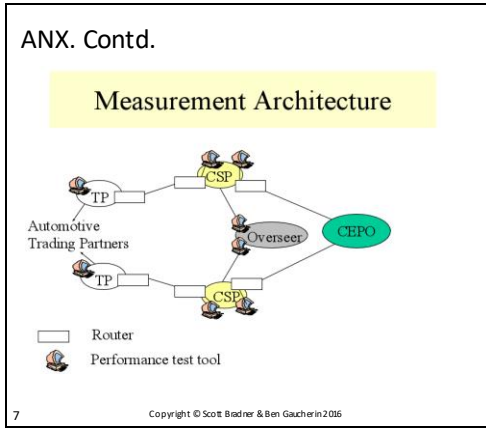 ANX. Contd.
Measurement Architecture
CSP
TP
Automotive
Trading Partners
Overseer
CEPO
TP
CSP
Router
Performance test tool
7
Copyright © Scott Bradner & Ben Gaucherin 2016